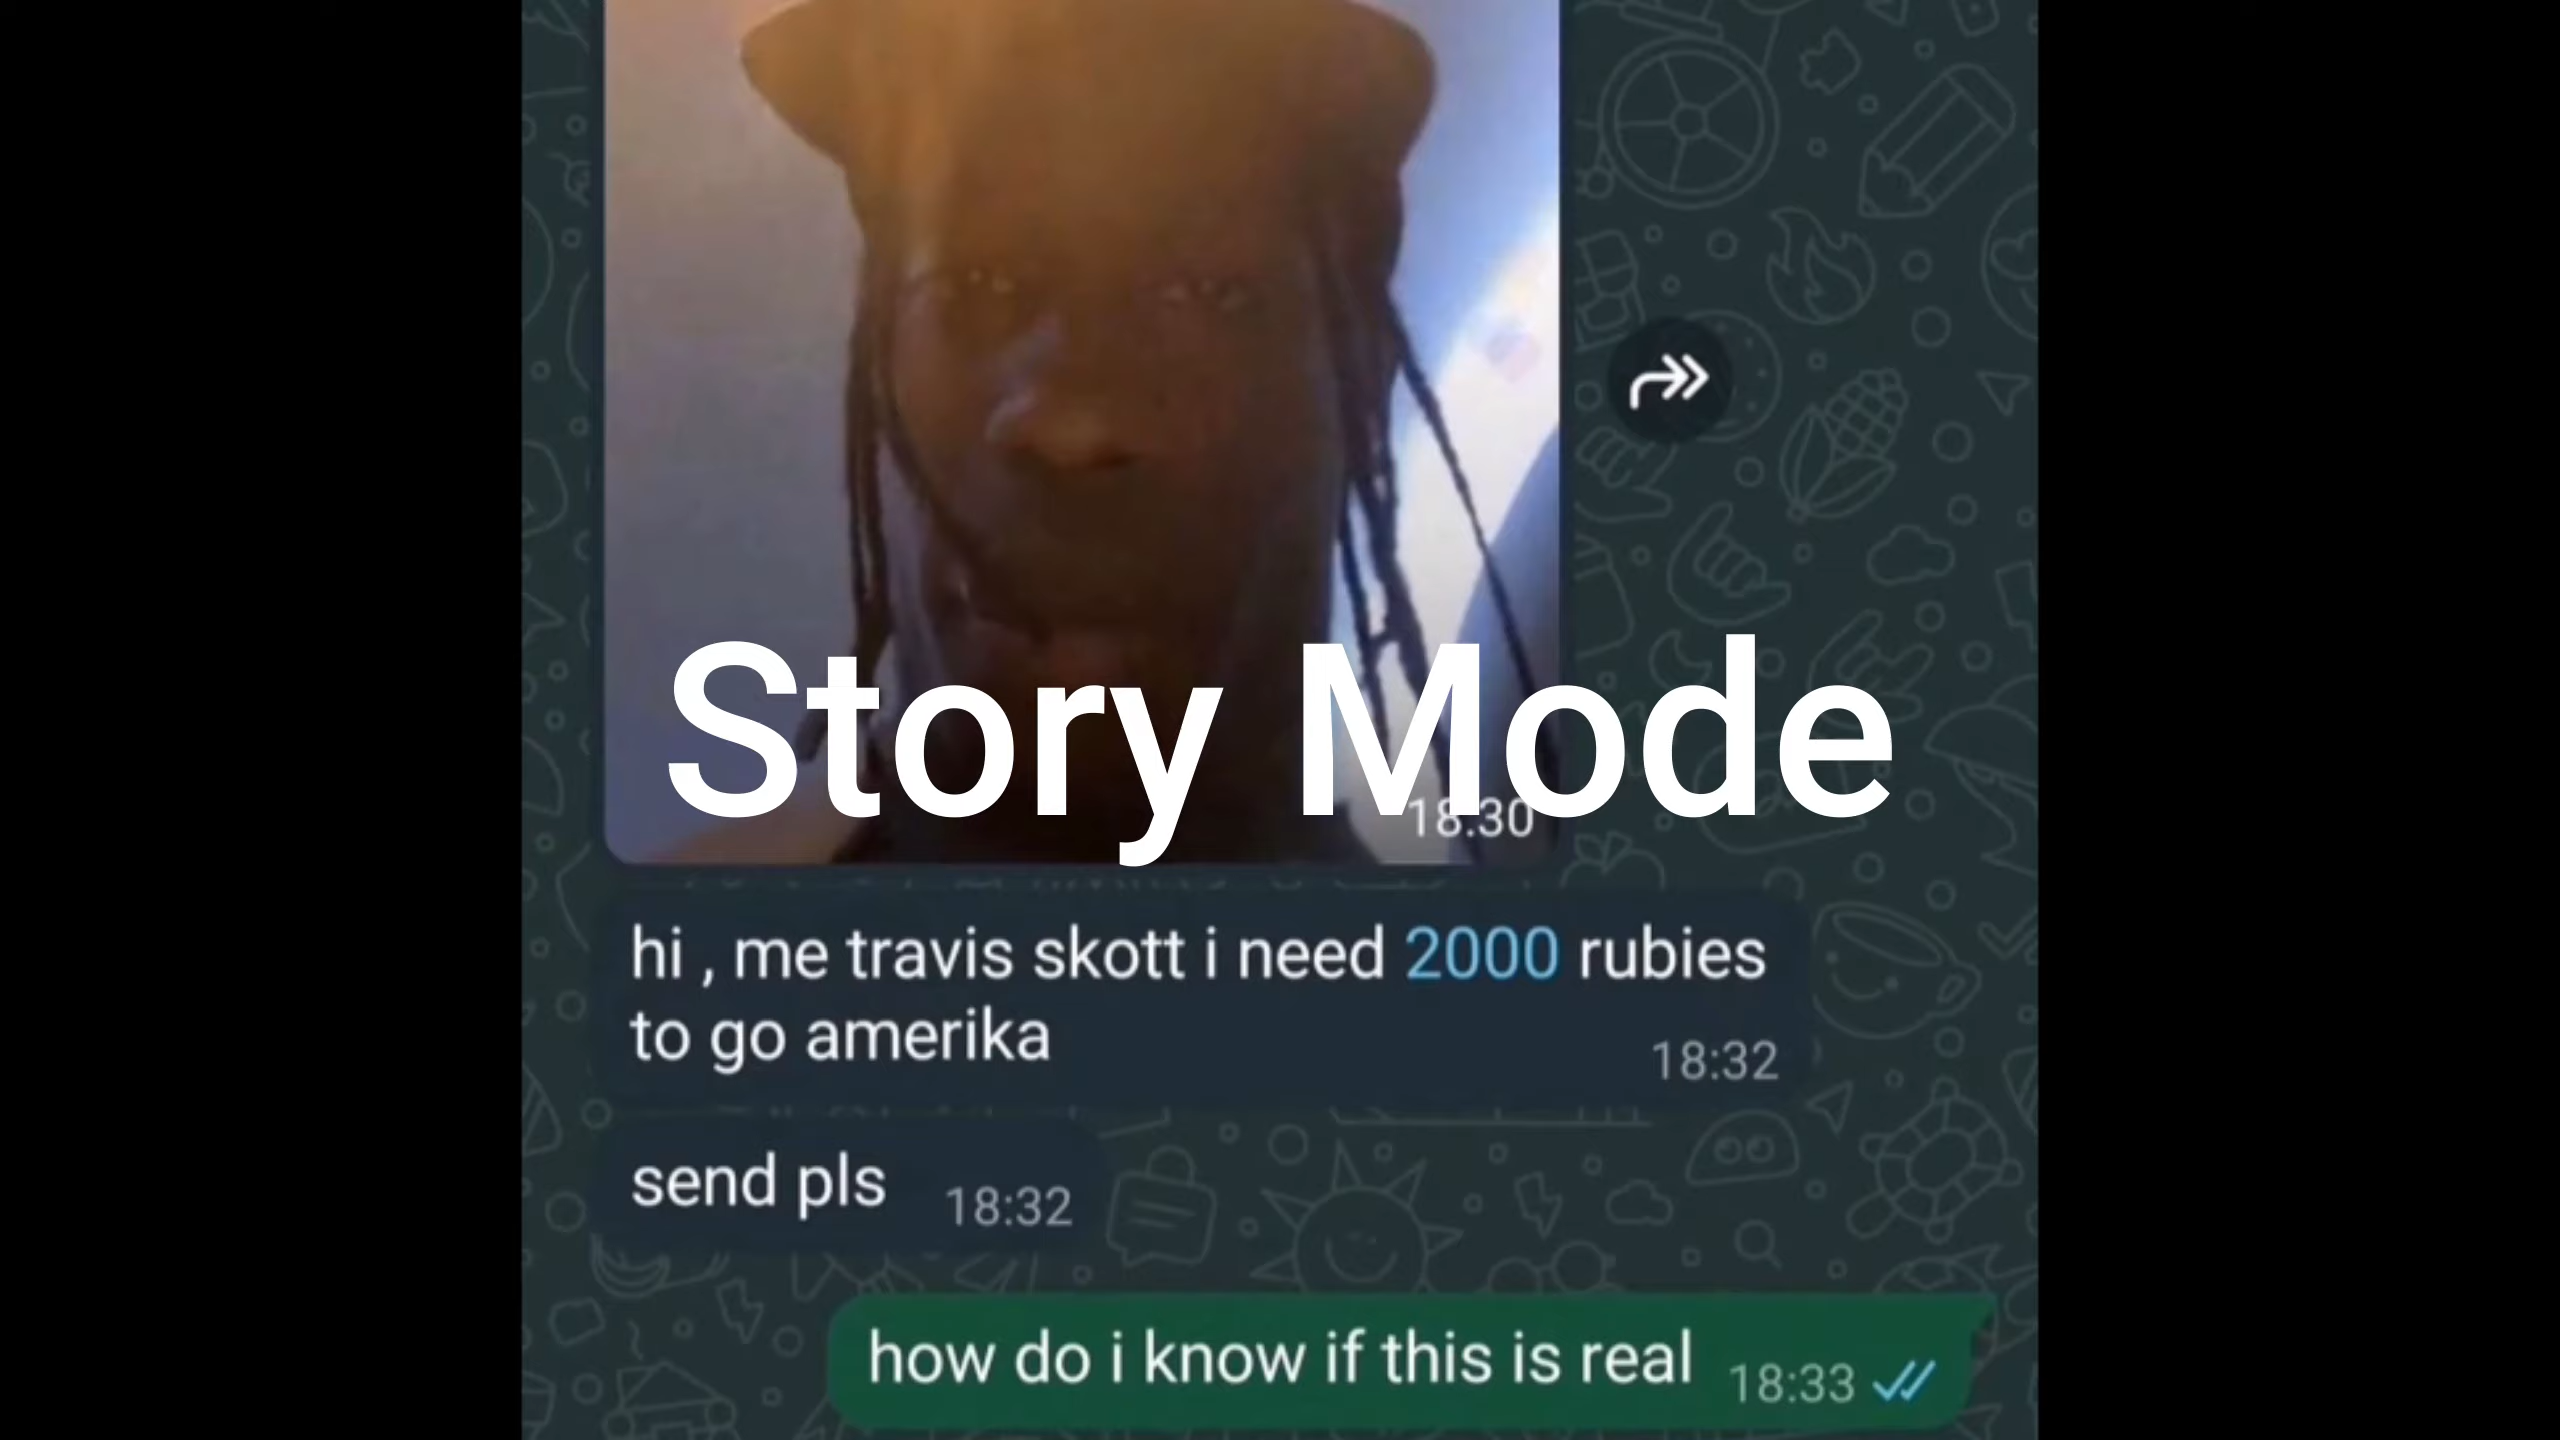 Story Mode
18.30
hi , me travis skott i need 2000 rubies
to go amerika
18:32
send pls 18:32
how do i know if this is real 18:33